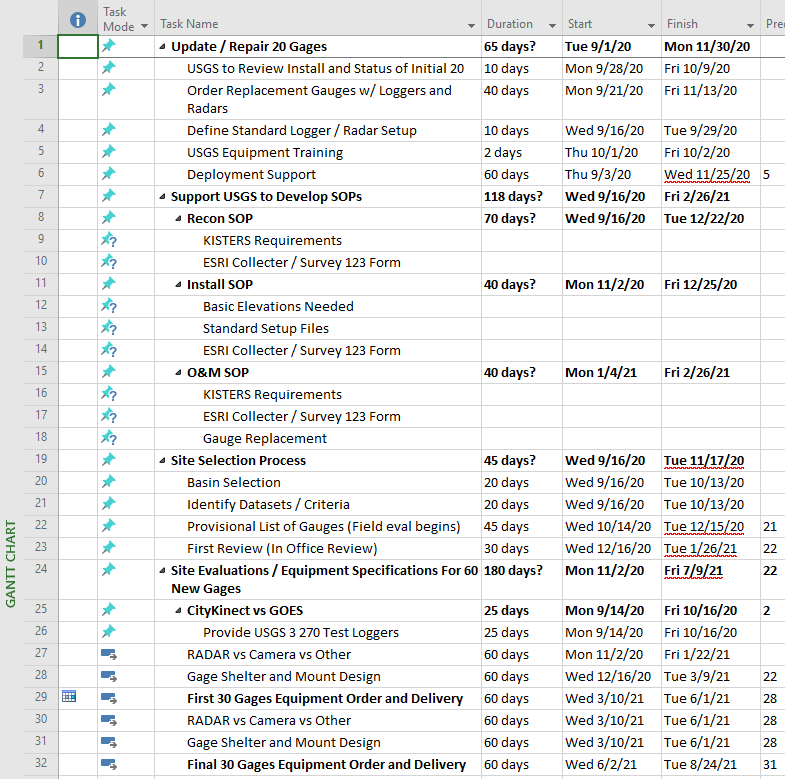 Task Mode Task Name Duration Start Finish Pre
1 Update / Repair 20 Gages 65 days? Tue 9/1/20 Mon 11/30/20
2 USGS to Review Install and Status of Initial 20 10 days Mon 9/28/20 Fri 10/9/20
3 Order Replacement Gauges w/ Loggers and 40 days Mon 9/21/20 Fri 11/13/20
Radars
4 Define Standard Logger / Radar Setup 10 days Wed 9/16/20 Tue 9/29/20
5 USGS Equipment Training 2 days Thu 10/1/20 Fri 10/2/20
6 Deployment Support 60 days Thu 9/3/20 Wed 11/25/20 5
7 Support USGS to Develop SOPs 118 days? Wed 9/16/20 Fri 2/26/21
8 Recon SOP 70 days? Wed 9/16/20 Tue 12/22/20
9 KISTERS Requirements
10 ESRI Collecter / Survey 123 Form
11 Install SOP 40 days? Mon 11/2/20 Fri 12/25/20
12 Basic Elevations Needed
13 Standard Setup Files
14 ESRI Collecter / Survey 123 Form
15 O&M SOP 40 days? Mon 1/4/21 Fri 2/26/21
16 KISTERS Requirements
17 ESRI Collecter / Survey 123 Form
18 Gauge Replacement
19 Site Selection Process 45 days? Wed 9/16/20 Tue 11/17/20
20 Basin Selection 20 days Wed 9/16/20 Tue 10/13/20
21 Identify Datasets / Criteria 20 days Wed 9/16/20 Tue 10/13/20
22 Provisional List of Gauges (Field eval begins) 45 days Wed 10/14/20 Tue 12/15/20 21
23 First Review (In Office Review) 30 days Wed 12/16/20 Tue 1/26/21 22
24 Site Evaluations / Equipment Specifications For 60 180 days? Mon 11/2/20 Fri 7/9/21 22
New Gages
25 CityKinect vs GOES 25 days Mon 9/14/20 Fri 10/16/20 2
26 Provide USGS 3 270 Test Loggers 25 days Mon 9/14/20 Fri 10/16/20
27 RADAR vs Camera vs Other 60 days Mon 11/2/20 Fri 1/22/21
28 Gage Shelter and Mount Design 60 days Wed 12/16/20 Tue 3/9/21 22
29 First 30 Gages Equipment Order and Delivery 60 days Wed 3/10/21 Tue 6/1/21 28
30 RADAR vs Camera vs Other 60 days Wed 3/10/21 Tue 6/1/21 28
31 Gage Shelter and Mount Design 60 days Wed 3/10/21 Tue 6/1/21 28
32 Final 30 Gages Equipment Order and Delivery 60 days Wed 6/2/21 Tue 8/24/21 31
GANTT CHART